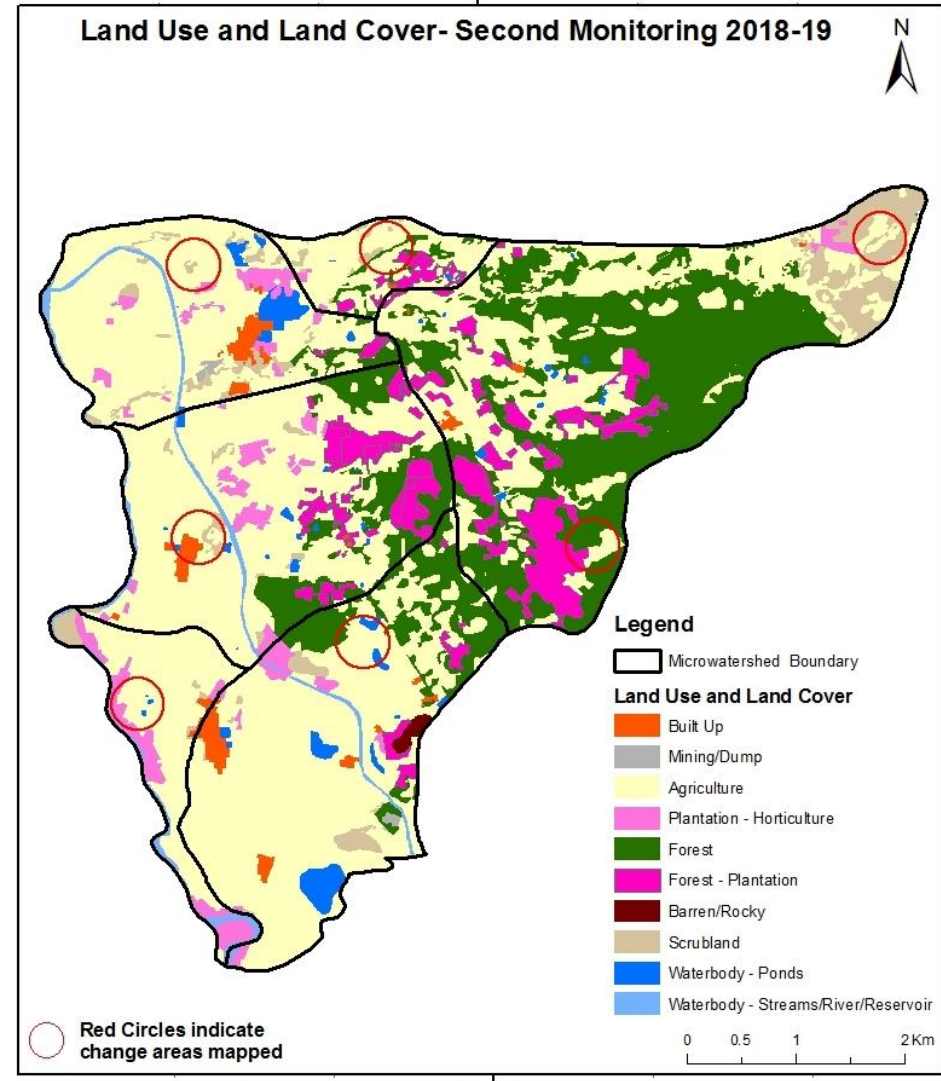 Land Use and Land Cover- Second Monitoring 2018-19
N
Legend
Microwatershed Boundary
Land Use and Land Cover
Built Up
Mining/Dump
Agriculture
Plantation - Horticulture
Forest
Forest - Plantation
Barren/Rocky
Scrubland
Waterbody - Ponds
Waterbody - Streams/River/Reservoir
Red Circles indicate
change areas mapped
0 0.5 1 2 Km